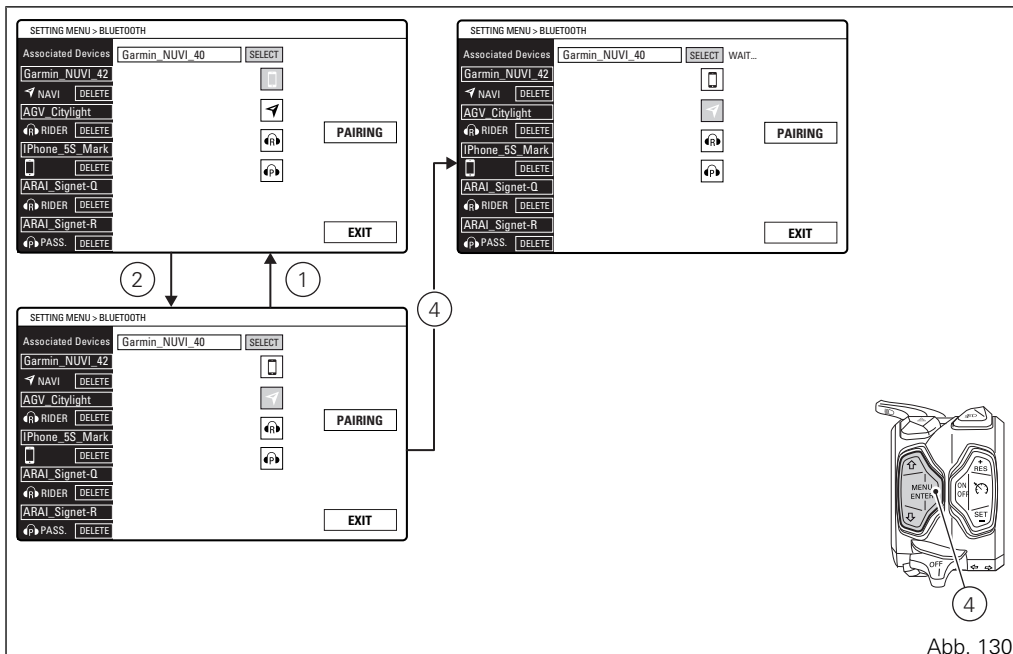 SETTING MENU > BLUETOOTH
Associated Devices Garmin_NUVI_40 SELECT
Garmin_NUVI_42
NAVI DELETE
AGV_Citylight
R RIDER DELETE
PAIRING
IPhone_5S_Mark
DELETE
P
ARAI_Signet-Q
R RIDER DELETE
ARAI_Signet-R
P PASS. DELETE
EXIT
R
SETTING MENU > BLUETOOTH
Associated Devices Garmin_NUVI_40 SELECT WAIT...
Garmin_NUVI_42
NAVI DELETE
AGV_Citylight
R RIDER DELETE
R
PAIRING
IPhone_5S_Mark
DELETE
P
ARAI_Signet-Q
R RIDER DELETE
ARAI_Signet-R
P PASS. DELETE
EXIT
2
1
4
SETTING MENU > BLUETOOTH
Associated Devices Garmin_NUVI_40 SELECT
Garmin_NUVI_42
NAVI DELETE
AGV_Citylight
R RIDER DELETE
R
PAIRING
IPhone_5S_Mark
DELETE
P
ARAI_Signet-Q
R RIDER DELETE
ARAI_Signet-R
P PASS. DELETE
EXIT
MENU
ENTER
+
RES
ON
OFF
SET
-
OFF
4
Abb. 130